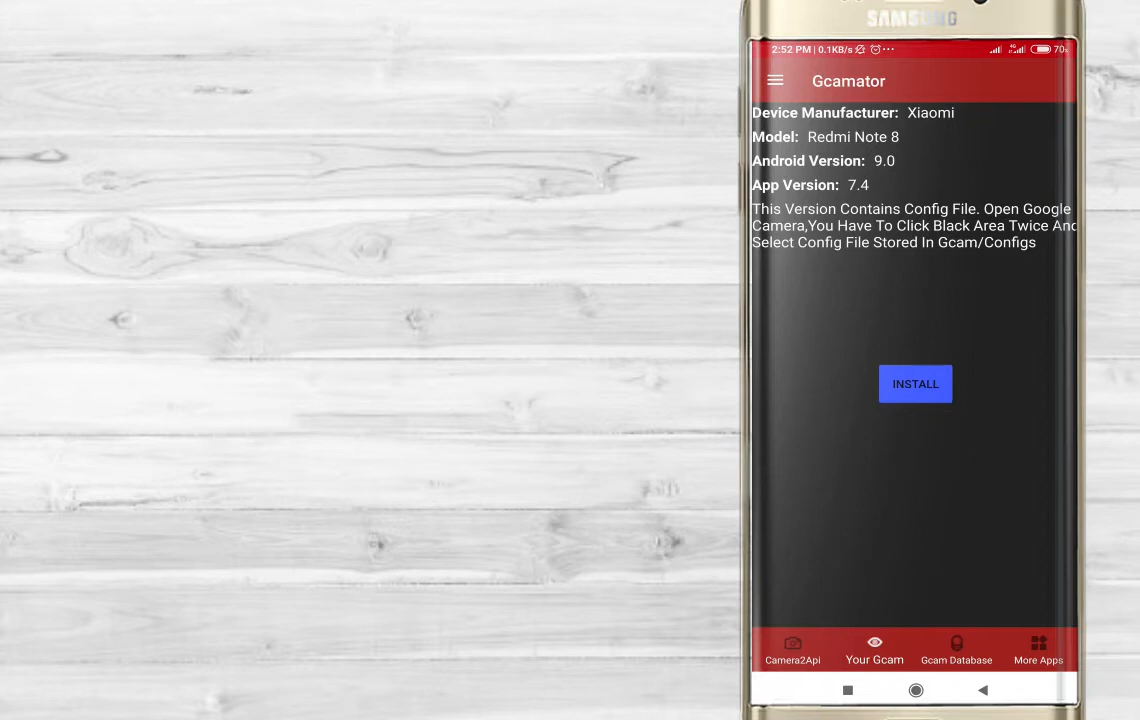 SAMSUNG
2:52 PM | 0.1KB/s
4G
70%
Gcamator
Device Manufacturer: Xiaomi
Model: Redmi Note 8
Android Version: 9.0
App Version: 7.4
This Version Contains Config File. Open Google
Camera,You Have To Click Black Area Twice And
Select Config File Stored In Gcam/Configs
INSTALL
Camera2Api Your Gcam Gcam Database More Apps